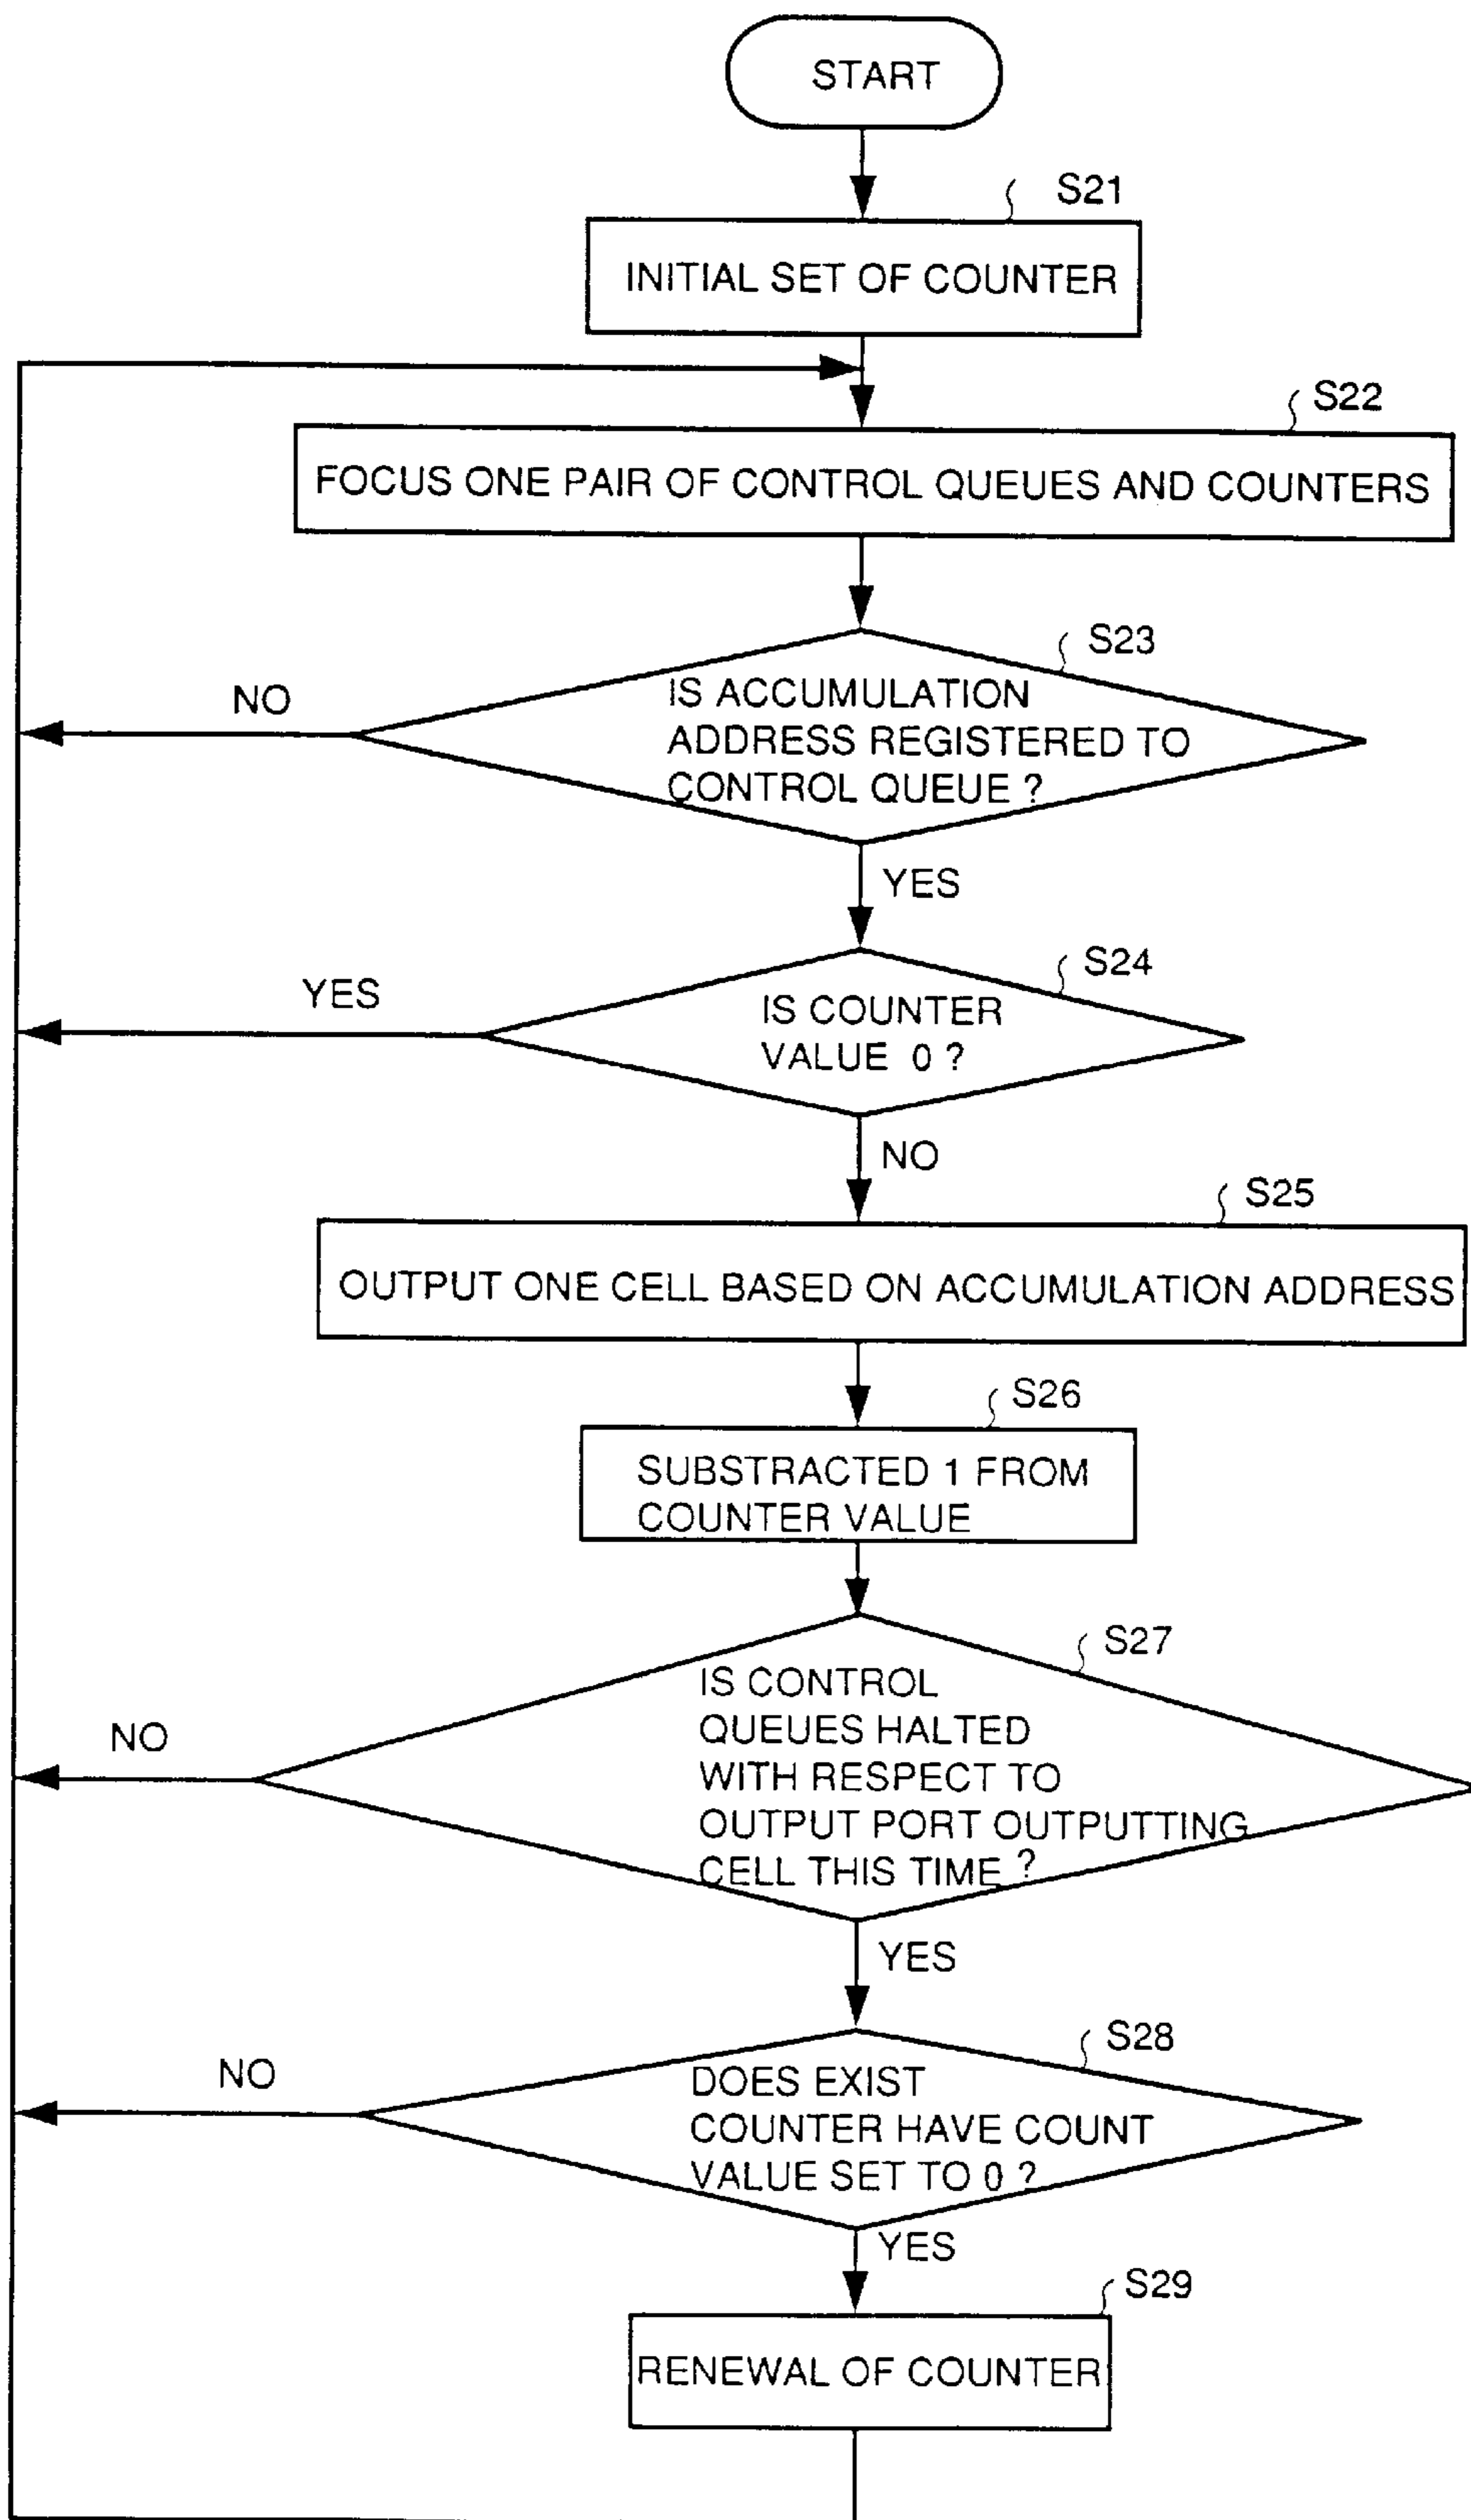 START
S21
INITIAL SET OF COUNTER
S22
FOCUS ONE PAIR OF CONTROL QUEUES AND COUNTERS
S23
NO
IS ACCUMULATION
ADDRESS REGISTERED TO
CONTROL QUEUE ?
YES
S24
YES
IS COUNTER
VALUE 0 ?
NO
S25
OUTPUT ONE CELL BASED ON ACCUMULATION ADDRESS
S26
SUBSTRACTED 1 FROM
COUNTER VALUE
S27
NO
IS CONTROL
QUEUES HALTED
WITH RESPECT TO
OUTPUT PORT OUTPUTTING
CELL THIS TIME ?
YES
S28
NO
DOES EXIST
COUNTER HAVE COUNT
VALUE SET TO 0 ?
YES
S29
RENEWAL OF COUNTER